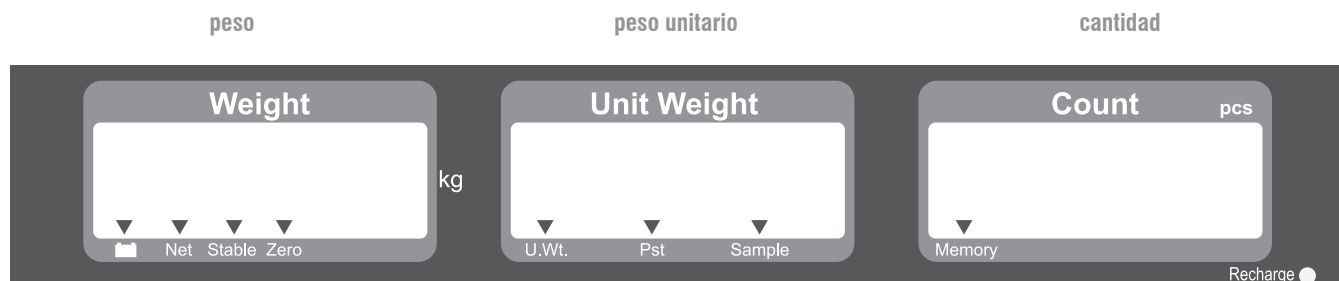 peso peso unitario cantidad
Weight Unit Weight Count pcs
kg
Net Stable Zero U.Wt. Pst Sample Memory
Recharge